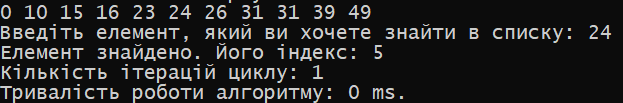 0 10 15 16 23 24 26 31 31 39 49
Введіть елемент, який ви хочете знайти в списку: 24
Елемент знайдено. Його індекс: 5
Кількість ітерацій циклу: 1
Тривалість роботи алгоритму: 0 ms.